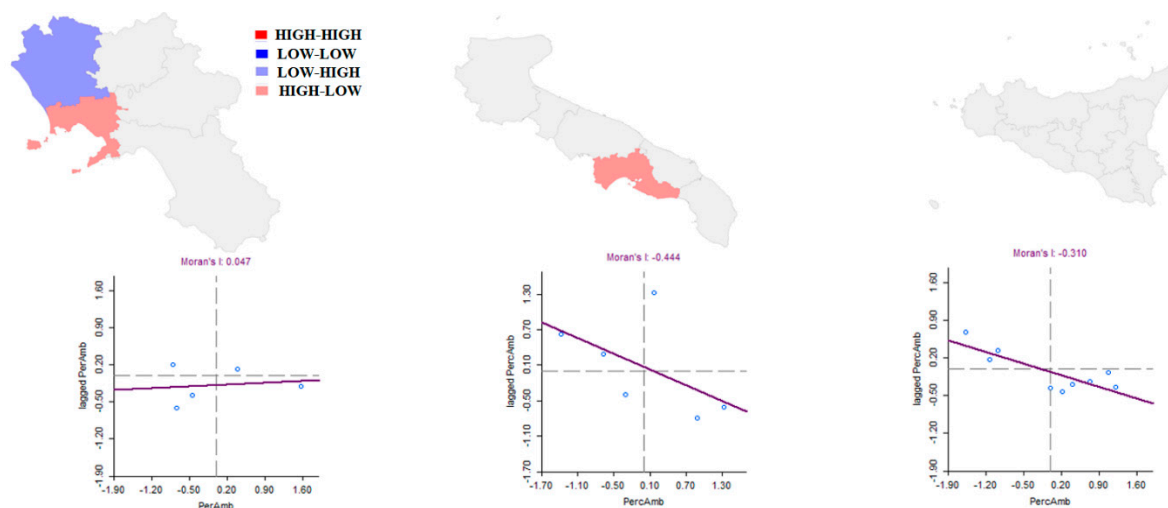 HIGH-HIGH
LOW-LOW
LOW-HIGH
HIGH-LOW
Moran's I: 0.047
lagged PerAmb
1.60
0.90
0.20
-0.50
-1.20
-1.90
-1.90
-1.20
-0.50
0.20
0.90
1.60
PerAmb
Moran's I: -0.444
lagged PercAmb
1.30
0.70
0.10
-0.50
-1.10
-1.70
-1.70
-1.10
-0.50
0.10
0.70
1.30
PercAmb
Moran's I: -0.310
lagged PercAmb
1.60
0.90
0.20
-0.50
-1.20
-1.90
-1.90
-1.20
-0.50
0.20
0.90
1.60
PercAmb